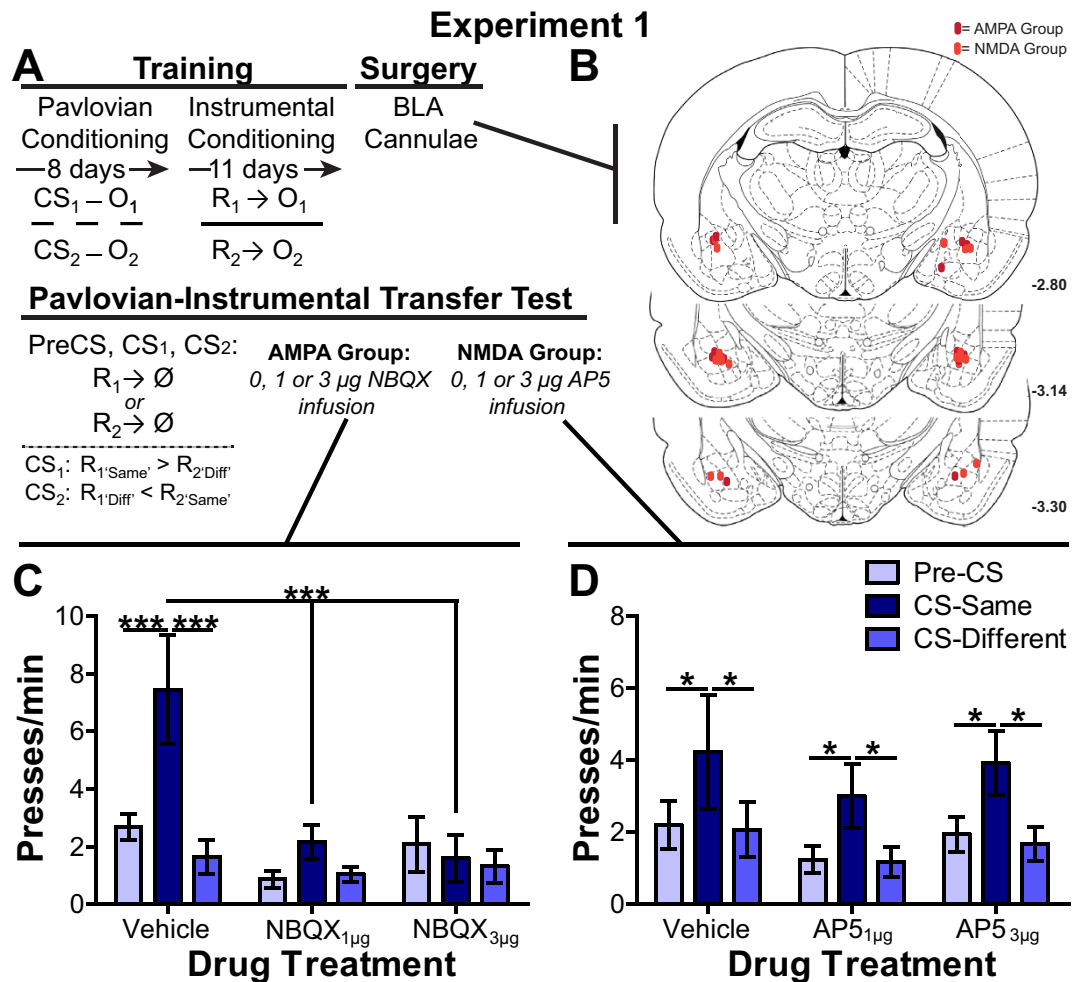 Experiment 1
A
Training
Surgery
Pavlovian
Conditioning
8 days
CS₁ – O₁
CS₂ – O₂
Instrumental
Conditioning
11 days
R₁ → O₁
R₂ → O₂
BLA
Cannulae
Pavlovian-Instrumental Transfer Test
PreCS, CS₁, CS₂:
R₁→ Ø
or
R₂→ Ø
CS₁: R₁‘Same’ > R₂‘Diff’
CS₂: R₁‘Diff’ < R₂‘Same’
AMPA Group:
0, 1 or 3 µg NBQX
infusion
NMDA Group:
0, 1 or 3 µg AP5
infusion
B
= AMPA Group
= NMDA Group
-2.80
-3.14
-3.30
C
Presses/min
10
8
6
4
2
0
*** ***
***
Vehicle
NBQX1µg
NBQX3µg
Drug Treatment
D
Pre-CS
CS-Same
CS-Different
Presses/min
8
6
4
2
0
* *
* *
* *
Vehicle
AP5 1µg
AP5 3µg
Drug Treatment